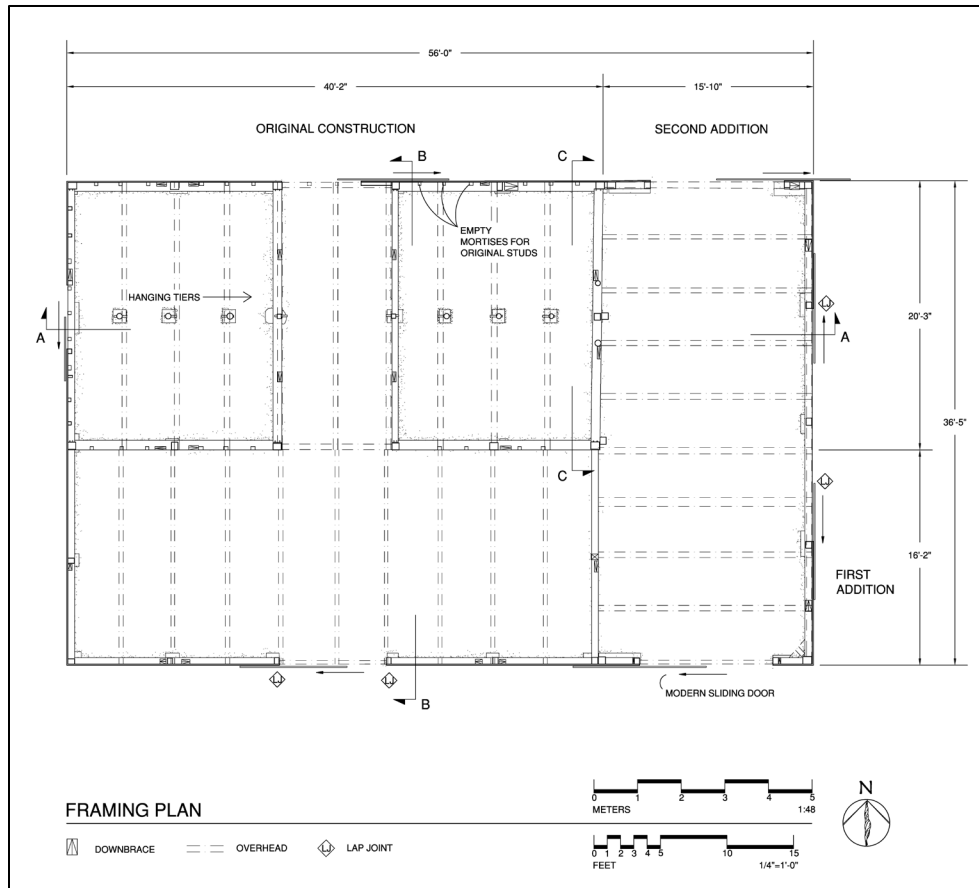 56'-0"
40'-2"
15'-10"
ORIGINAL CONSTRUCTION
SECOND ADDITION
B
C
EMPTY
MORTISES FOR
ORIGINAL STUDS
HANGING TIERS
A
A
20'-3"
36'-5"
C
16'-2"
FIRST
ADDITION
B
MODERN SLIDING DOOR
FRAMING PLAN
DOWNBRACE
OVERHEAD
LAP JOINT
0 1 2 3 4 5
METERS
1:48
0 1 2 3 4 5 10 15
FEET
1/4"=1'-0"
N